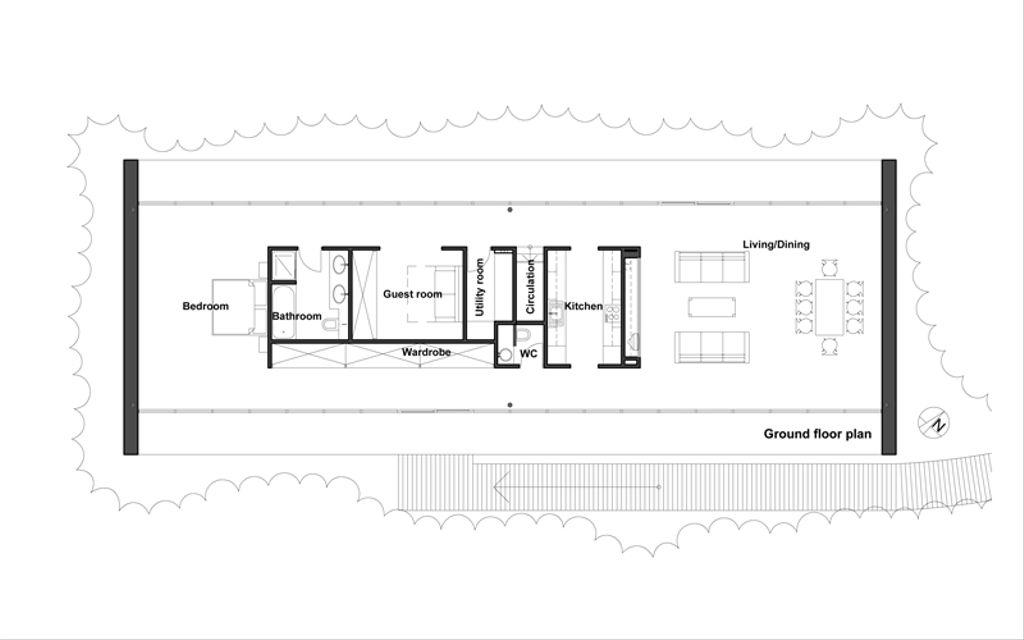 Living/Dining
Bedroom
Bathroom
Guest room
Utility room
Circulation
Kitchen
Wardrobe
WC
N
Ground floor plan